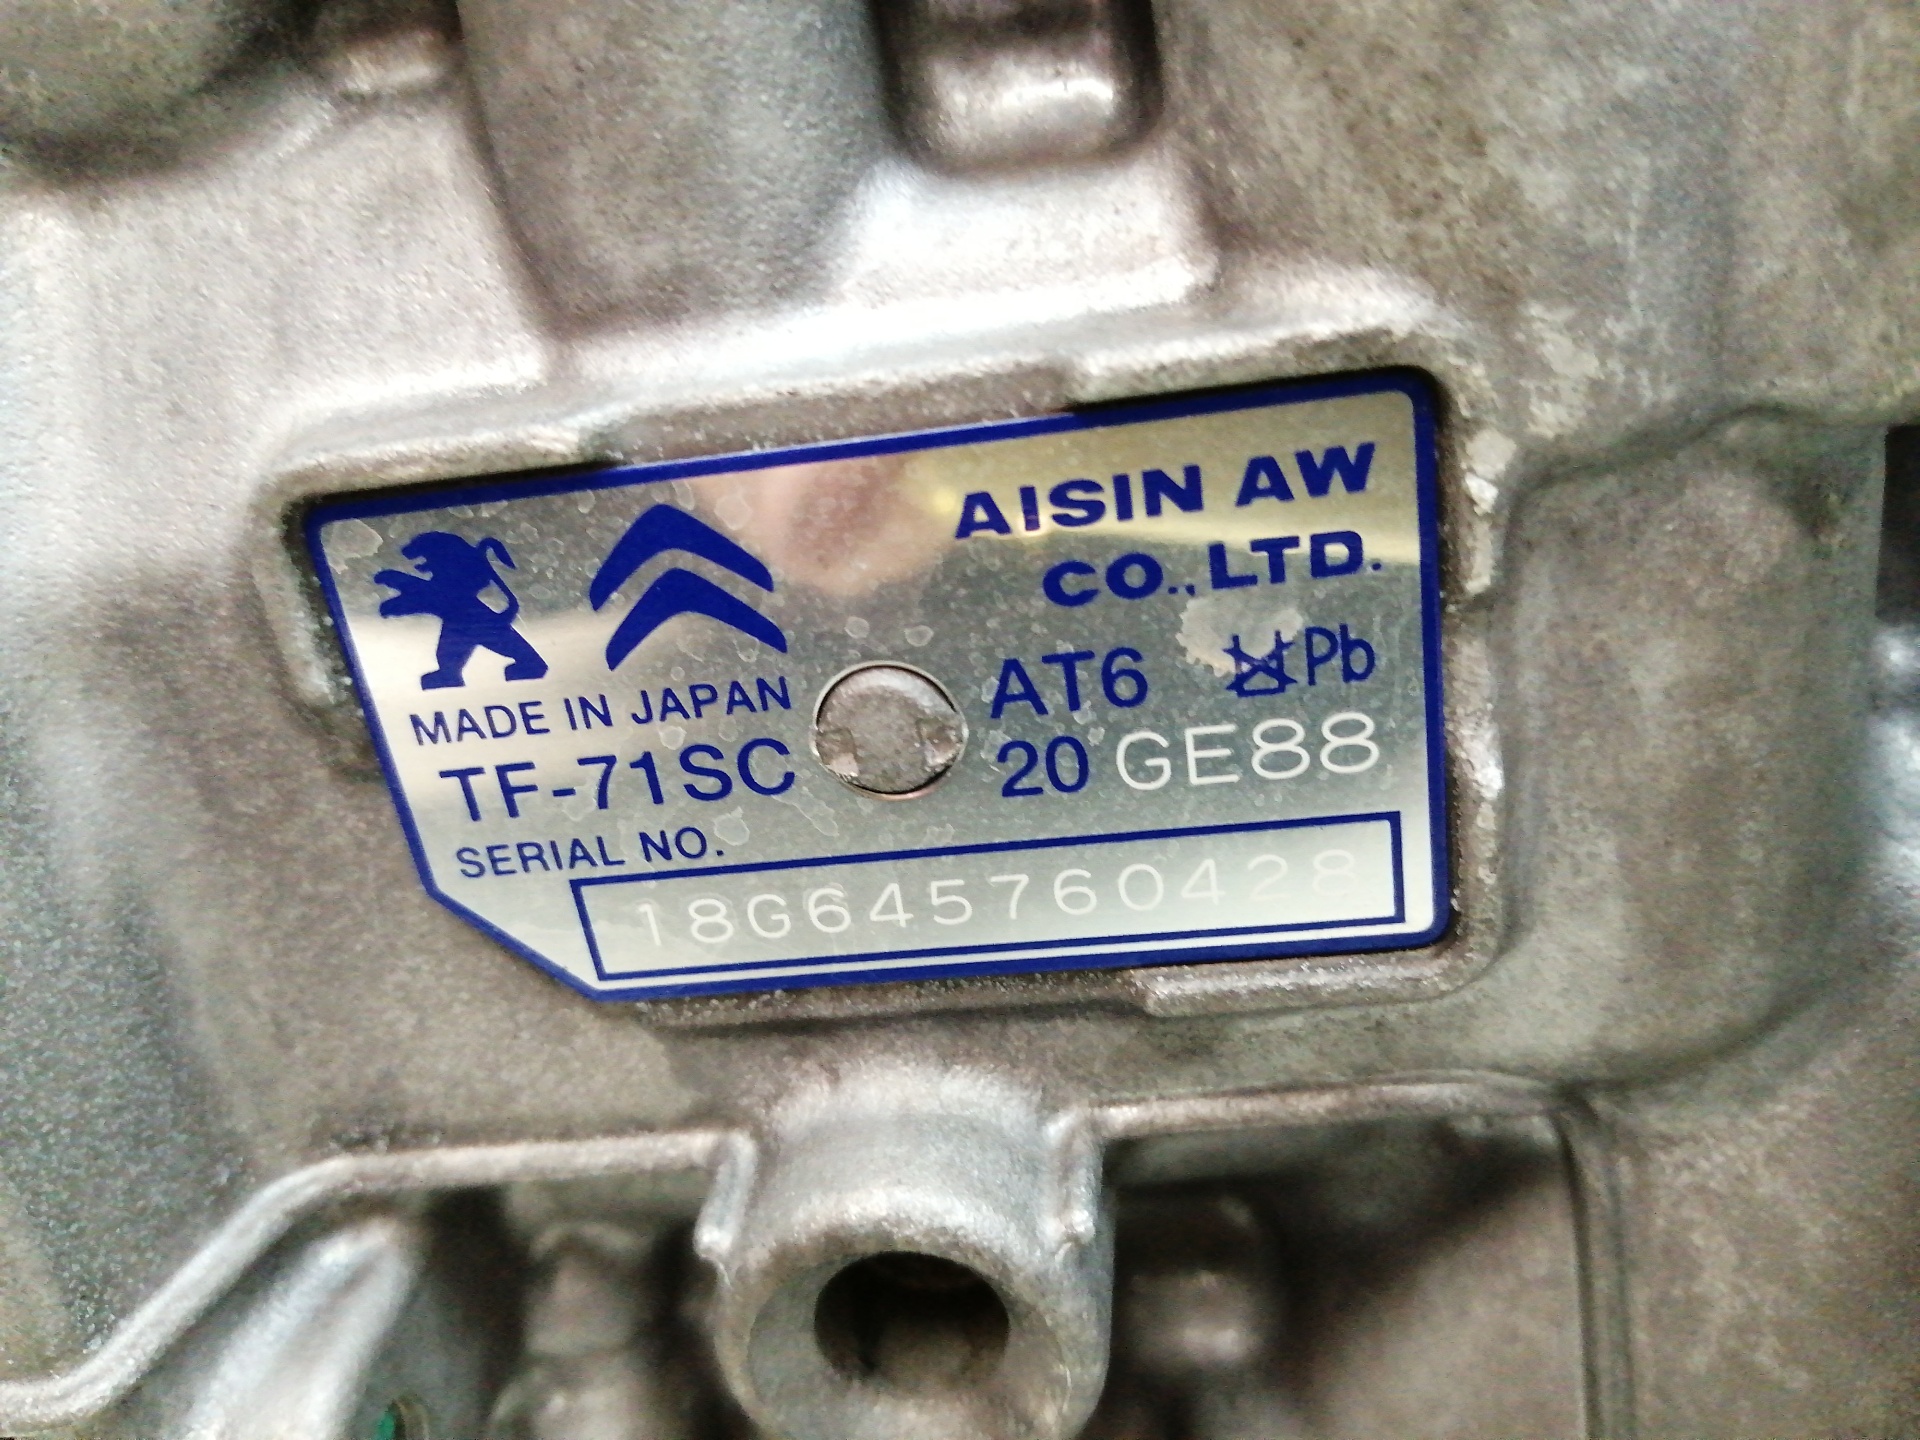 AISIN AW
CO.,LTD.
MADE IN JAPAN
AT6 Pb
TF-71SC
20 GE88
SERIAL NO.
18G645760428